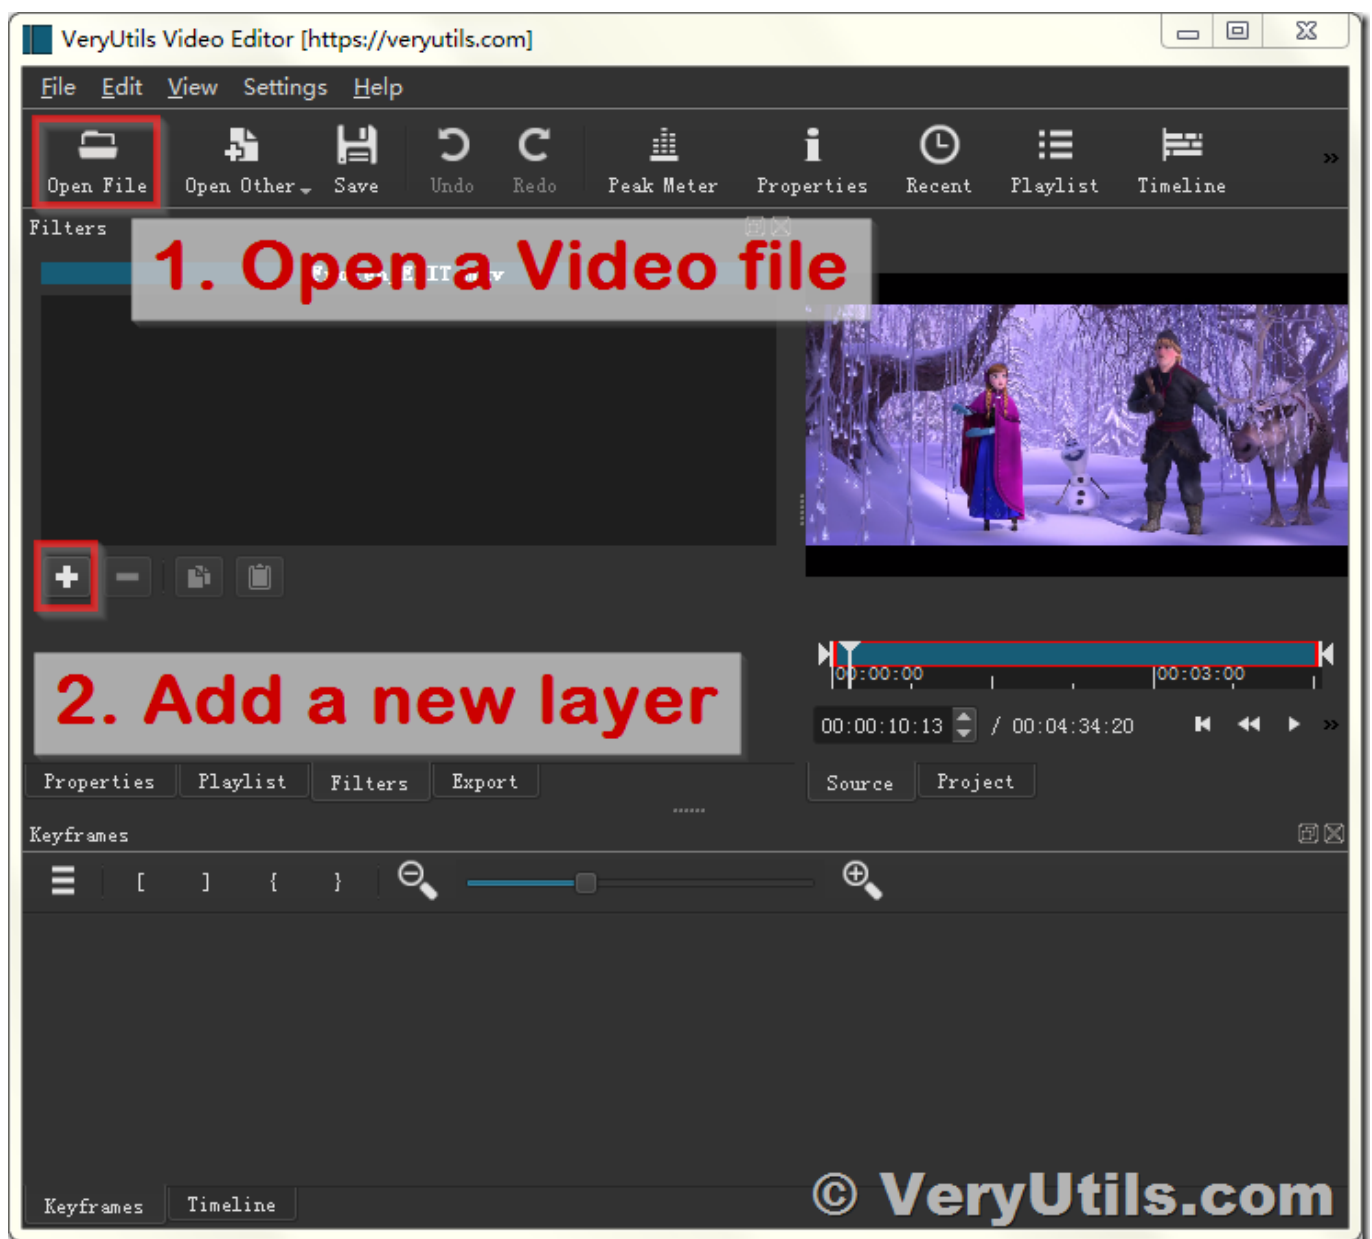 VeryUtils Video Editor [https://veryutils.com]
File Edit View Settings Help
Open File Open Other Save Undo Redo Peak Meter Properties Recent Playlist Timeline
Filters
1. Open a Video file
2. Add a new layer
00:00:00 00:03:00
00:00:10:13 / 00:04:34:20
Properties Playlist Filters Export
Source Project
Keyframes
[ ] { }
Keyframes Timeline
© VeryUtils.com